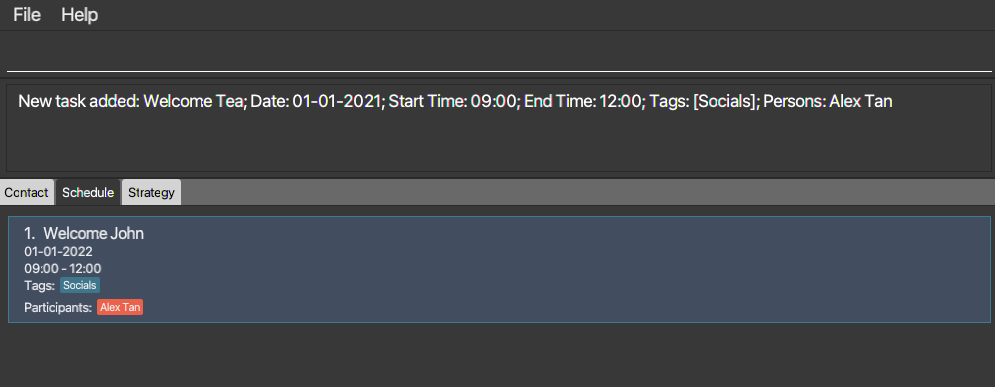 File Help
New task added: Welcome Tea; Date: 01-01-2021; Start Time: 09:00; End Time: 12:00; Tags: [Socials]; Persons: Alex Tan
Contact Schedule Strategy
1. Welcome John
01-01-2022
09:00 - 12:00
Tags: Socials
Participants: Alex Tan